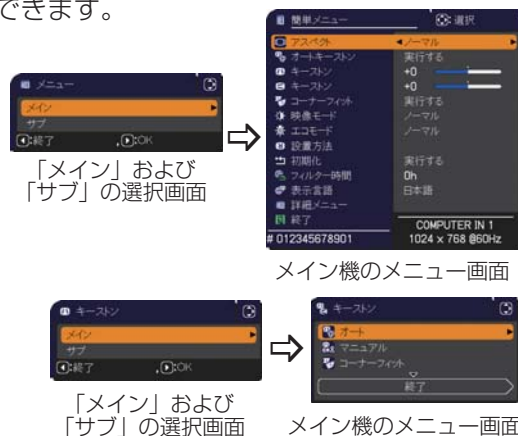 できます。
メニュー
メイン
サブ
:終了 ,:OK
「メイン」および
「サブ」の選択画面
簡単メニュー :選択
アスペクト ノーマル
オートキーストン 実行する
キーストン +0
キーストン +0
コーナーフィット 実行する
映像モード ノーマル
エコモード ノーマル
設置方法
初期化 実行する
フィルター時間 0h
表示言語 日本語
詳細メニュー
終了
COMPUTER IN 1
# 012345678901 1024 × 768 @60Hz
メイン機のメニュー画面
キーストン
メイン
サブ
:終了 ,:OK
「メイン」および
「サブ」の選択画面
キーストン
オート
マニュアル
コーナーフィット
終了
メイン機のメニュー画面